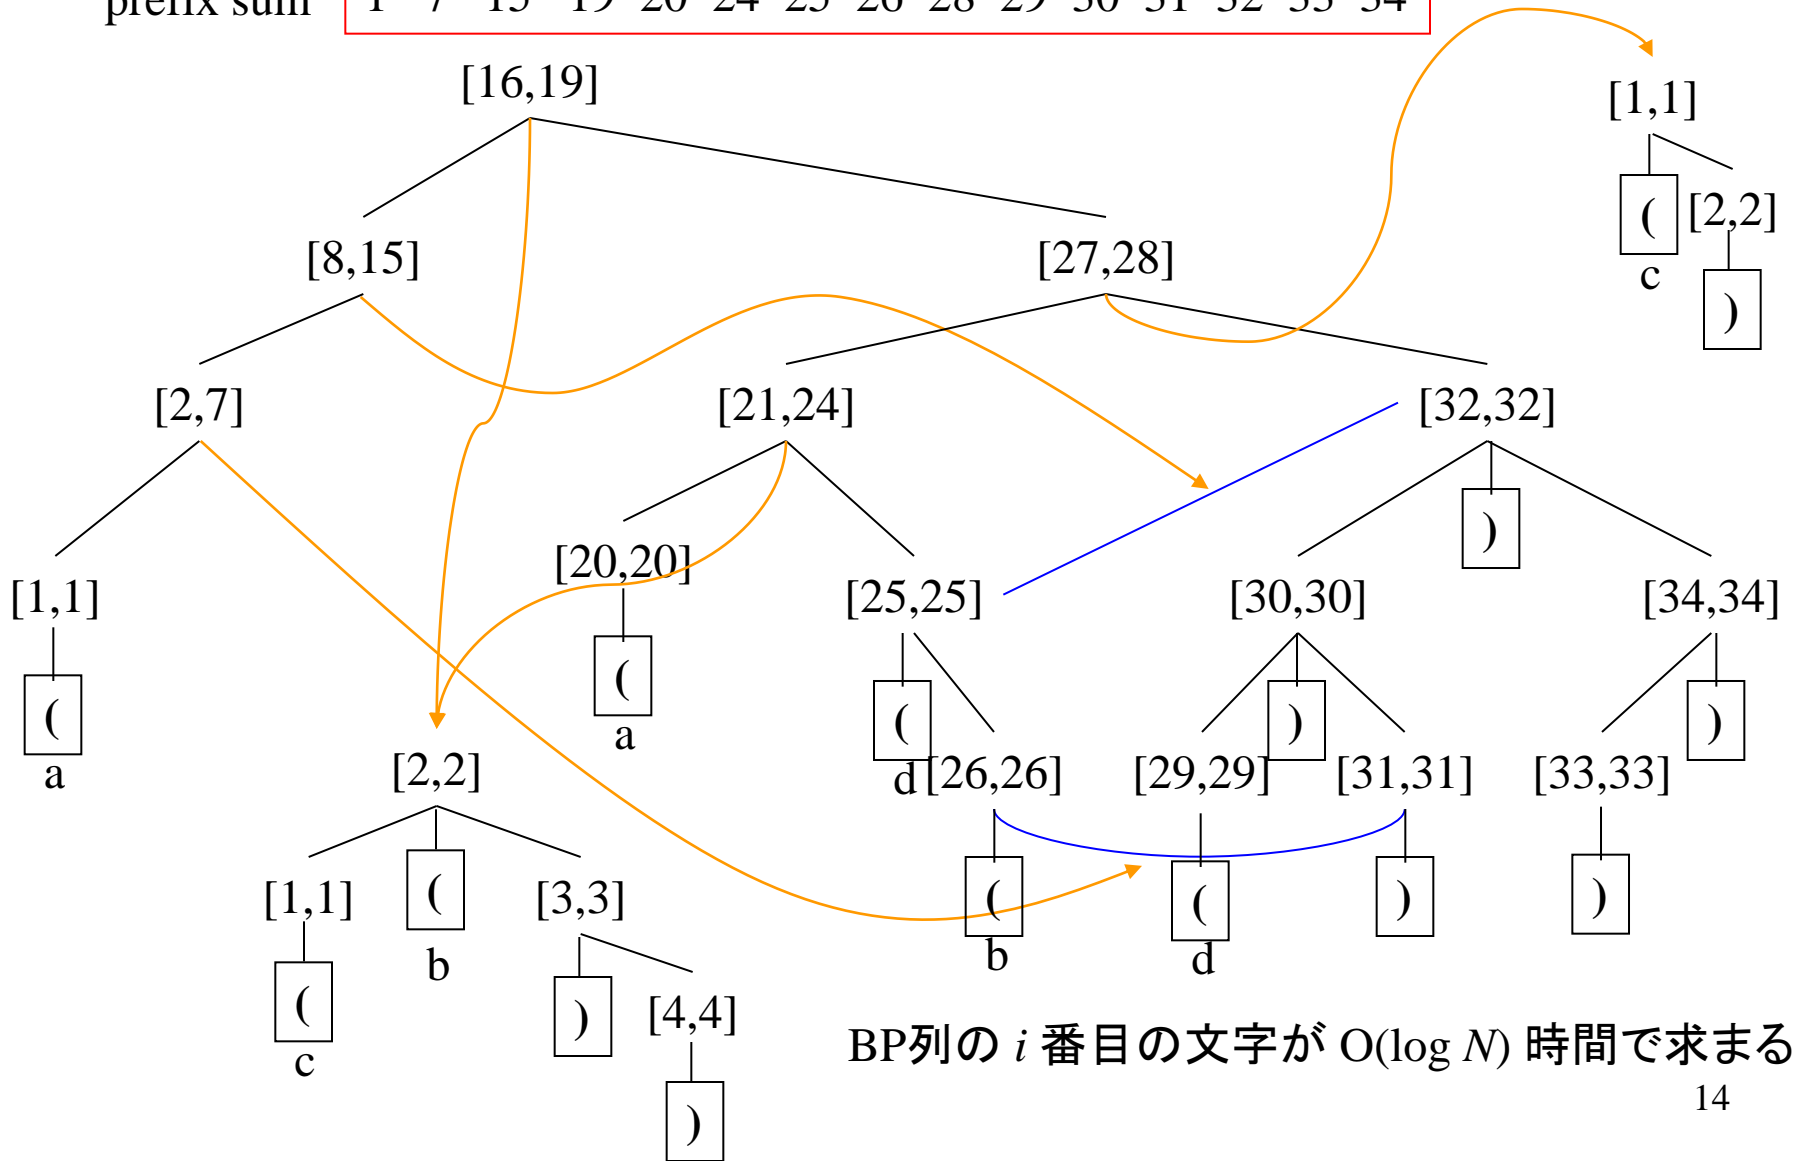 prefix sum 1 7 15 19 20 24 25 26 28 29 30 31 32 33 34
[16,19]
[1,1]
( [2,2]
c
)
[8,15] [27,28]
[2,7] [21,24] [32,32]
)
[20,20]
[1,1] [25,25] [30,30] [34,34]
( ( ( ) )
a a d
[2,2] [26,26] [29,29] [31,31] [33,33]
[1,1] ( [3,3] ( ( ) )
b b d
( ) [4,4]
c
)
BP列の i 番目の文字が O(log N) 時間で求まる
14